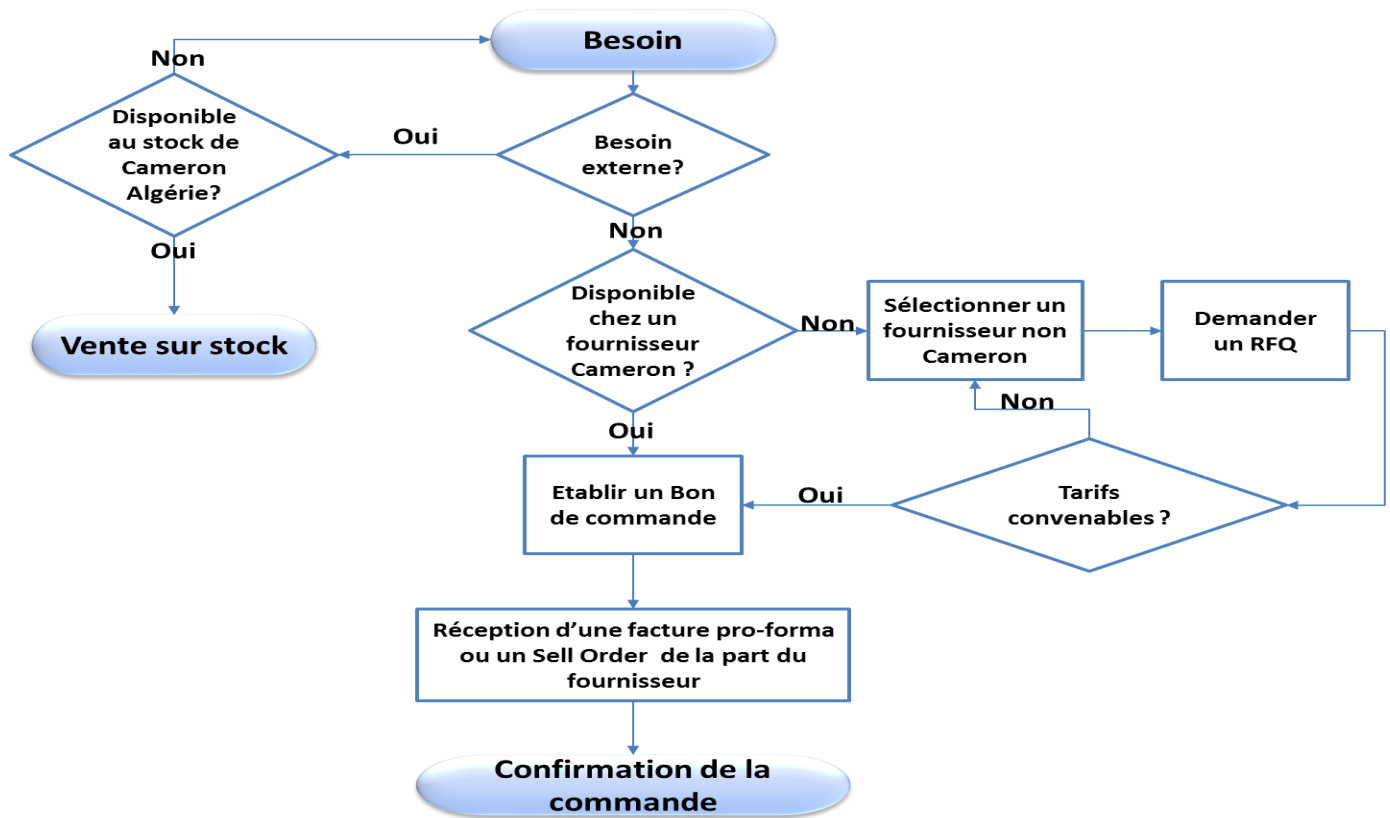 Besoin
Non
Disponible
au stock de
Cameron
Algérie?
Oui
Besoin
externe?
Oui
Non
Vente sur stock
Disponible
chez un
fournisseur
Cameron ?
Non
Sélectionner un
fournisseur non
Cameron
Demander
un RFQ
Non
Oui
Etablir un Bon
de commande
Oui
Tarifs
convenables ?
Réception d’une facture pro-forma
ou un Sell Order de la part du
fournisseur
Confirmation de la
commande